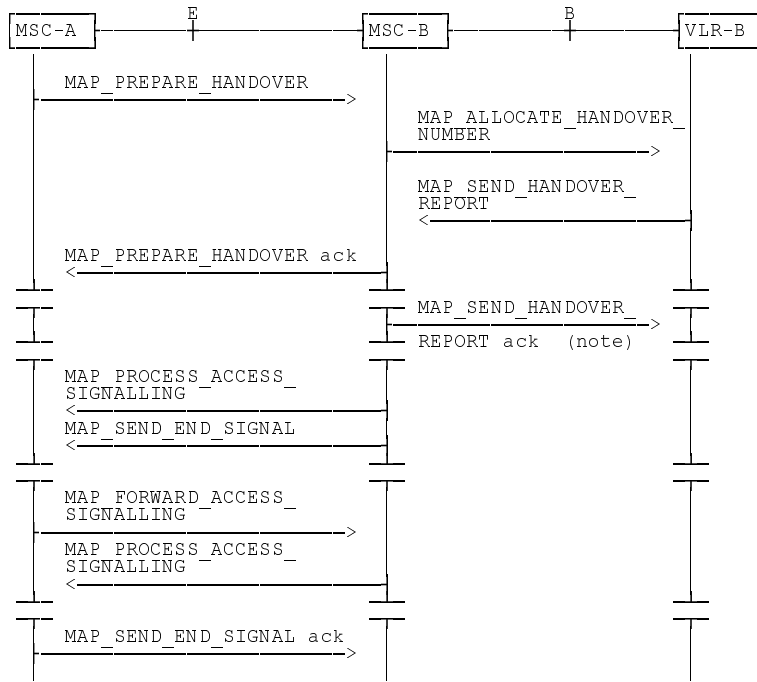 E
B
MSC-A
MSC-B
VLR-B
MAP_PREPARE_HANDOVER
MAP_ALLOCATE_HANDOVER_
NUMBER
MAP_SEND_HANDOVER_
REPORT
MAP_PREPARE_HANDOVER ack
MAP_SEND_HANDOVER_
REPORT ack (note)
MAP_PROCESS_ACCESS_
SIGNALLING
MAP_SEND_END_SIGNAL
MAP_FORWARD_ACCESS_
SIGNALLING
MAP_PROCESS_ACCESS_
SIGNALLING
MAP_SEND_END_SIGNAL ack